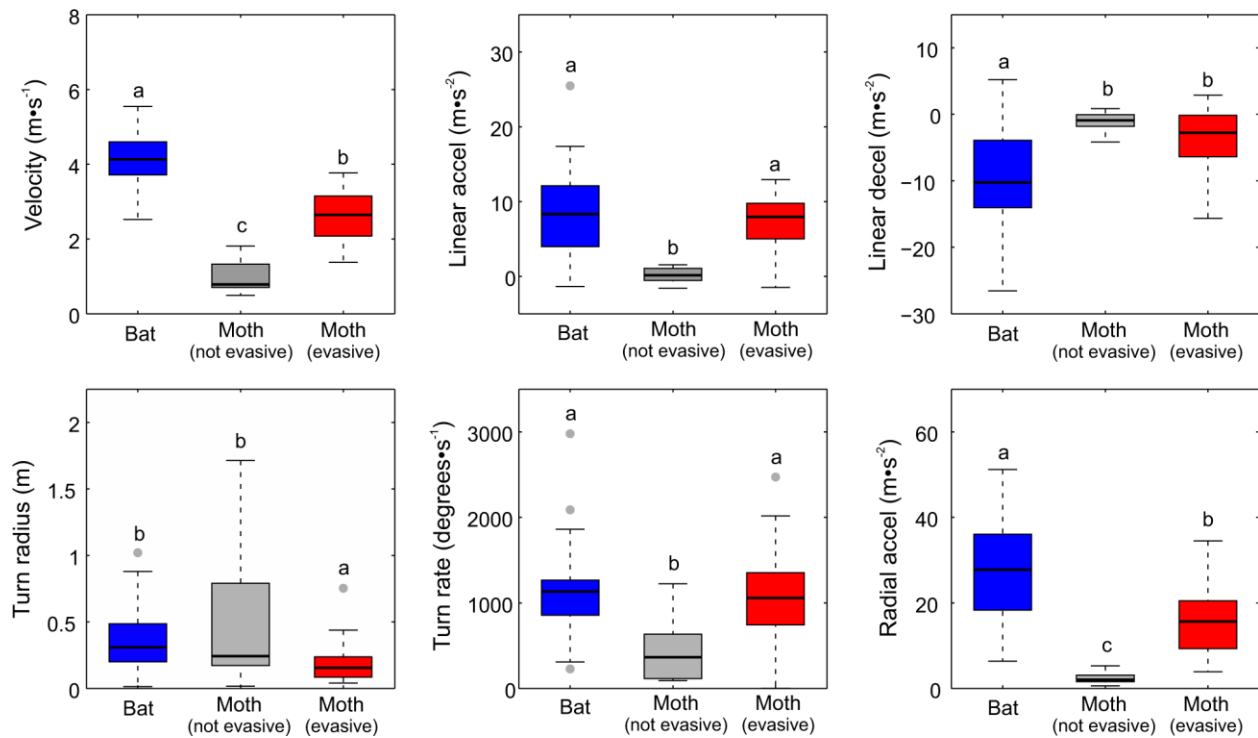 Velocity (m•s⁻¹)
8
6
4
2
0
a
c
b
Bat
Moth
(not evasive)
Moth
(evasive)
Linear accel (m•s⁻²)
30
20
10
0
a
b
a
Bat
Moth
(not evasive)
Moth
(evasive)
Linear decel (m•s⁻²)
10
0
−10
−20
−30
a
b
b
Bat
Moth
(not evasive)
Moth
(evasive)
Turn radius (m)
2
1.5
1
0.5
0
b
b
a
Bat
Moth
(not evasive)
Moth
(evasive)
Turn rate (degrees•s⁻¹)
3000
2000
1000
0
a
b
a
Bat
Moth
(not evasive)
Moth
(evasive)
Radial accel (m•s⁻²)
60
40
20
0
a
c
b
Bat
Moth
(not evasive)
Moth
(evasive)